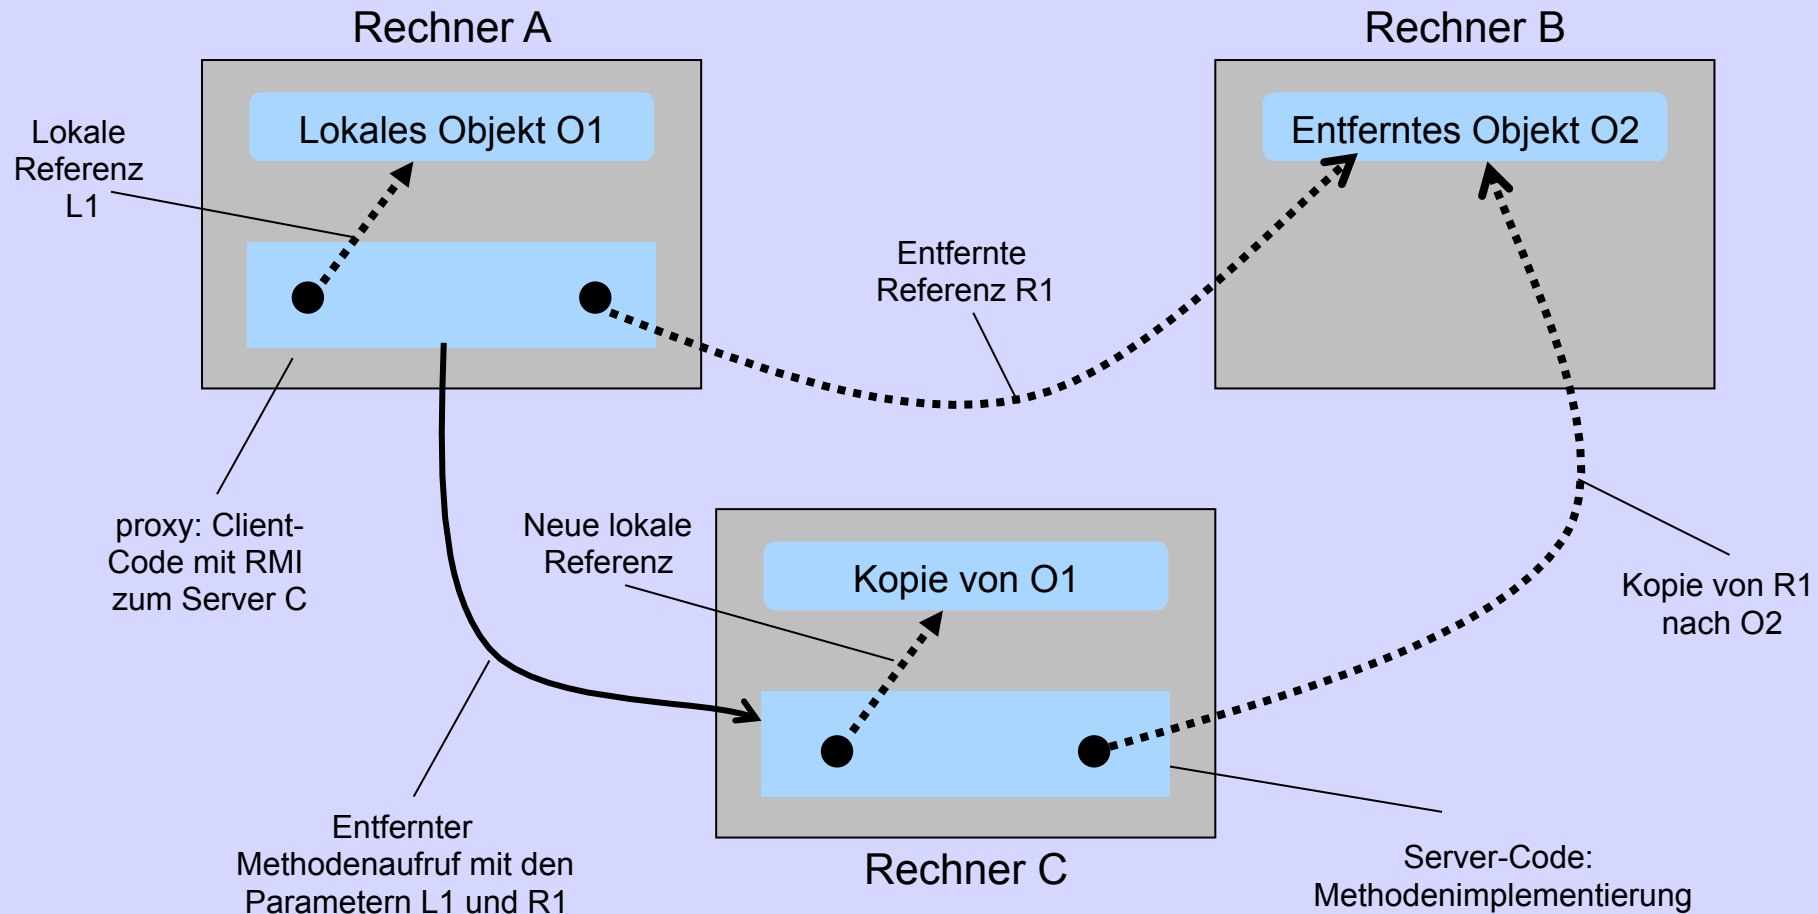 Rechner A
Rechner B
Lokale
Referenz
L1
Lokales Objekt O1
Entferntes Objekt O2
Entfernte
Referenz R1
proxy: Client-
Code mit RMI
zum Server C
Neue lokale
Referenz
Kopie von O1
Kopie von R1
nach O2
Entfernter
Methodenaufruf mit den
Parametern L1 und R1
Rechner C
Server-Code:
Methodenimplementierung